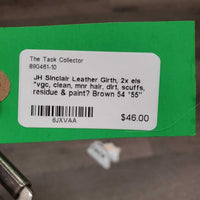 The Tack Collector
890461-10
JH Sinclair Leather Girth, 2x els
*vgc, clean, mnr hair, dirt, scuffs,
residue & paint? Brown 54 *55"
6JXVAA
$46.00